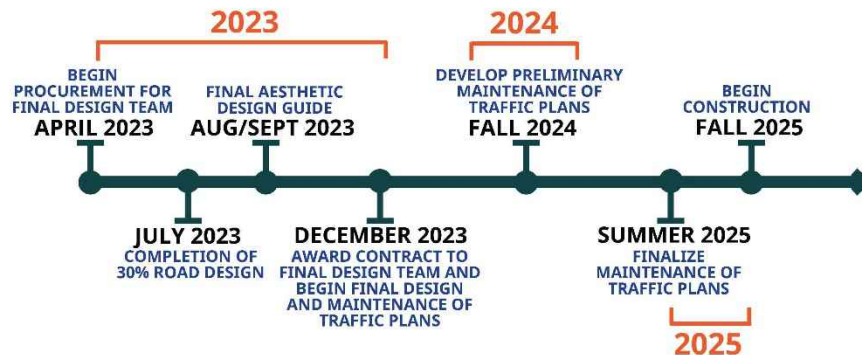 2023
2024
BEGIN
PROCUREMENT FOR
FINAL DESIGN TEAM
APRIL 2023
FINAL AESTHETIC
DESIGN GUIDE
AUG/SEPT 2023
DEVELOP PRELIMINARY
MAINTENANCE OF
TRAFFIC PLANS
FALL 2024
BEGIN
CONSTRUCTION
FALL 2025
JULY 2023
COMPLETION OF
30% ROAD DESIGN
DECEMBER 2023
AWARD CONTRACT TO
FINAL DESIGN TEAM AND
BEGIN FINAL DESIGN
AND MAINTENANCE OF
TRAFFIC PLANS
SUMMER 2025
FINALIZE
MAINTENANCE OF
TRAFFIC PLANS
2025